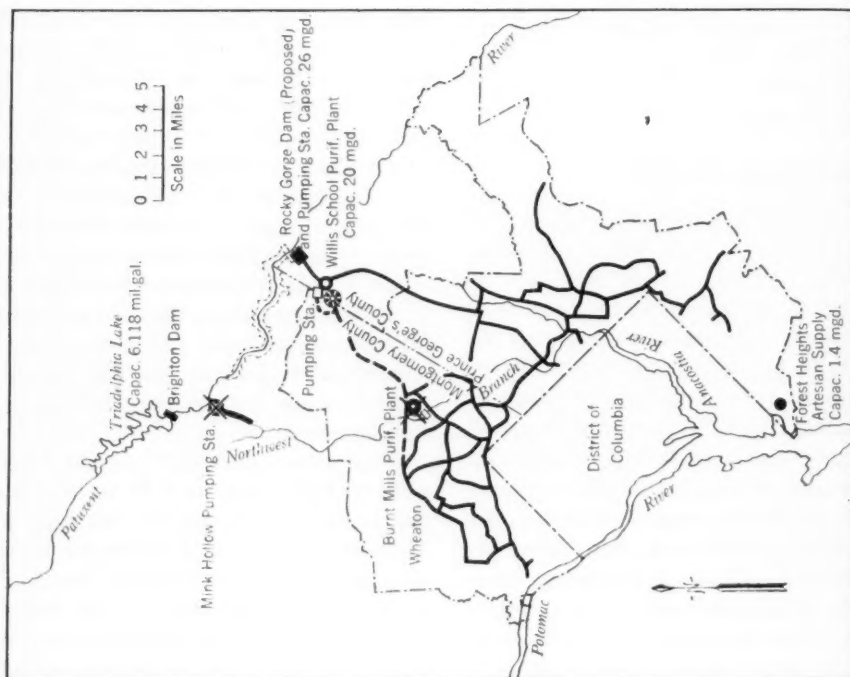 Patuxent
Triadelphia Lake
Capac. 6.118 mil.gal.
Brighton Dam
Mink Hollow Pumping Sta.
0 1 2 3 4 5
Scale in Miles
River
Rocky Gorge Dam (Proposed)
and Pumping Sta. Capac. 26 mgd.
Willis School Purif. Plant
Capac. 20 mgd.
Pumping Sta.
Montgomery County
Prince George's County
Northwest
Branch
Burnt Mills Purif. Plant
Wheaton
District of
Columbia
Anacostia
River
Potomac
River
Forest Heights
Artesian Supply
Capac. 1.4 mgd.